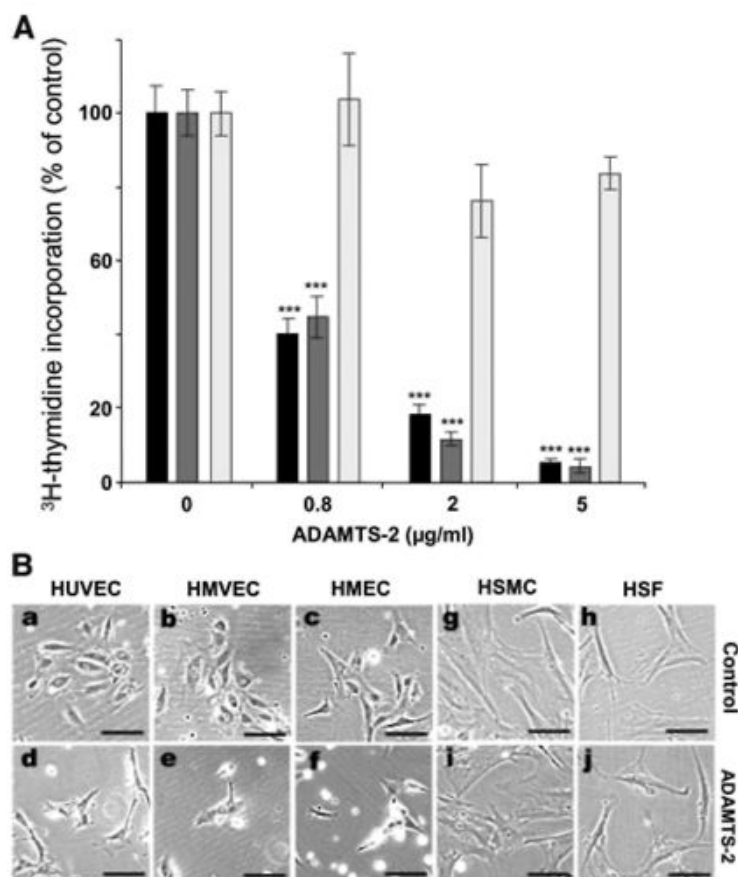 A
³H-thymidine incorporation (% of control)
100
60
20
0
***
***
***
***
***
***
0 0.8 2 5
ADAMTS-2 (µg/ml)
B
HUVEC HMVEC HMEC HSMC HSF
a b c g h
Control
d e f i j
ADAMTS-2